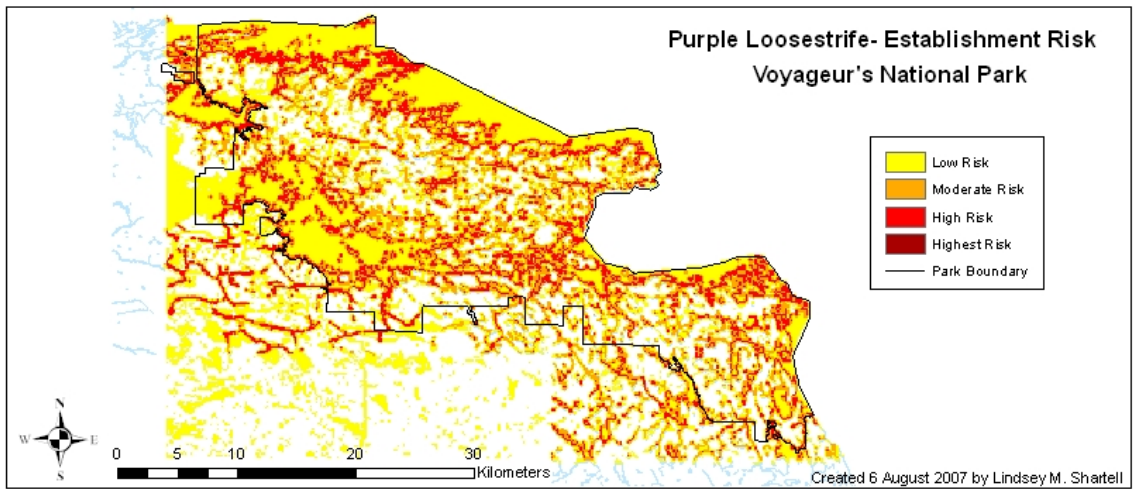 Purple Loosestrife- Establishment Risk
Voyageur's National Park
Low Risk
Moderate Risk
High Risk
Highest Risk
Park Boundary
N
W E
S
0 5 10 20 30
Kilometers
Created 6 August 2007 by Lindsey M. Shartell